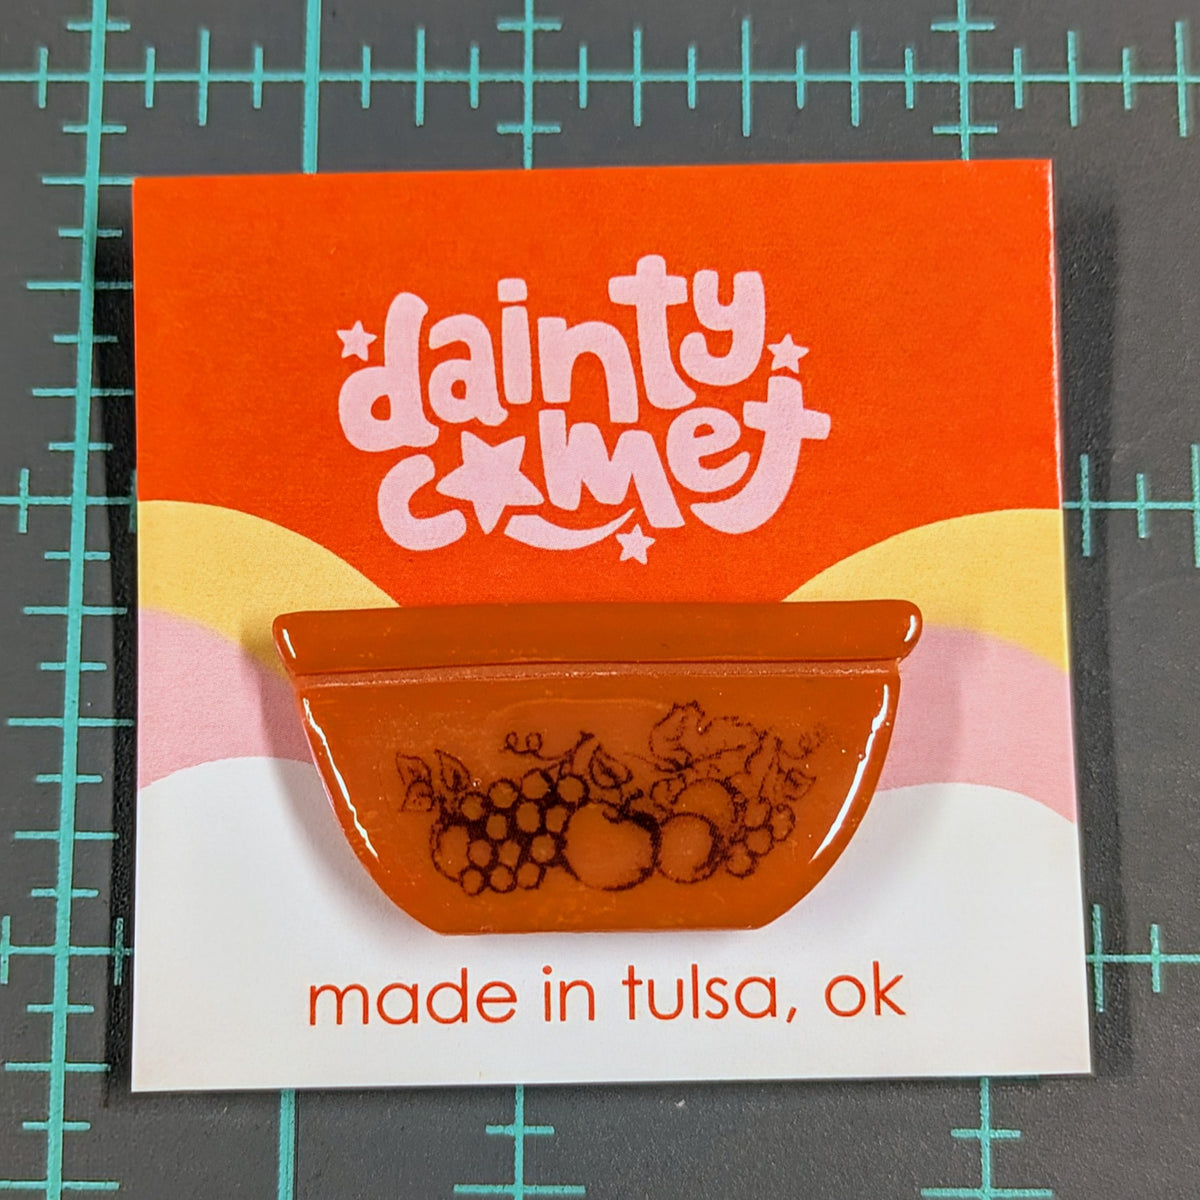 dainty
comet
made in tulsa, ok